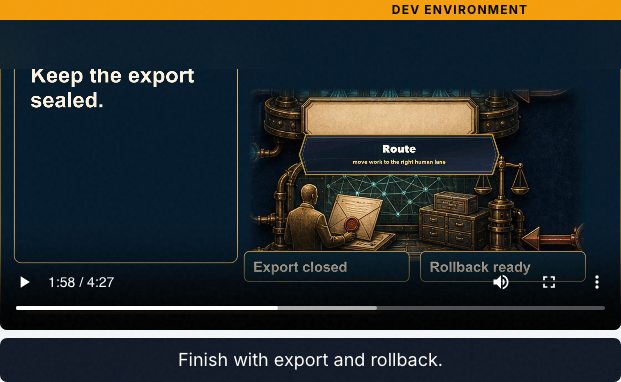 DEV ENVIRONMENT
Keep the export
sealed.
Route
move work to the right human lane
Export closed
Rollback ready
1:58 / 4:27
Finish with export and rollback.